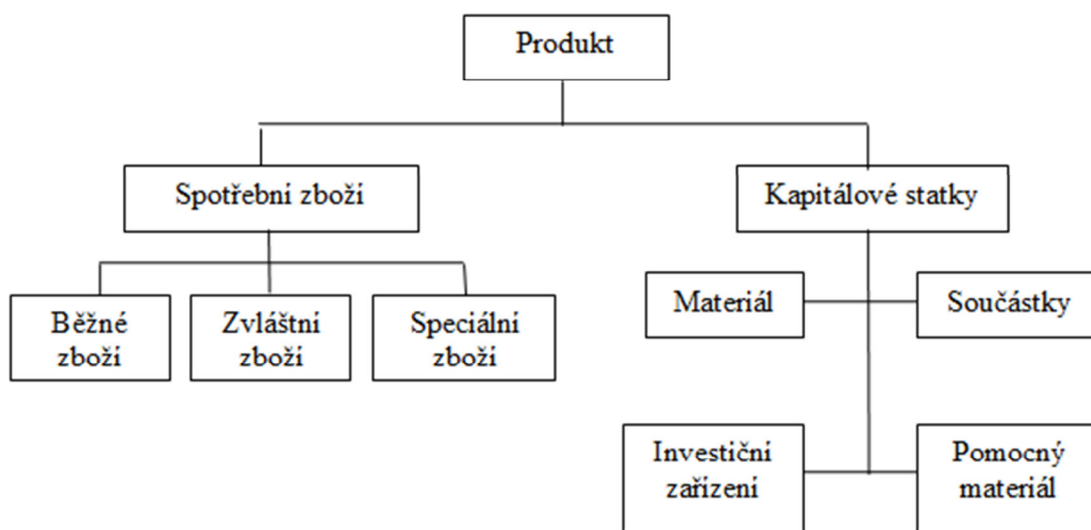 Produkt
Spotřební zboží
Kapitálové statky
Běžné
zboží
Zvláštní
zboží
Speciální
zboží
Materiál
Součástky
Investiční
zařízení
Pomocný
materiál